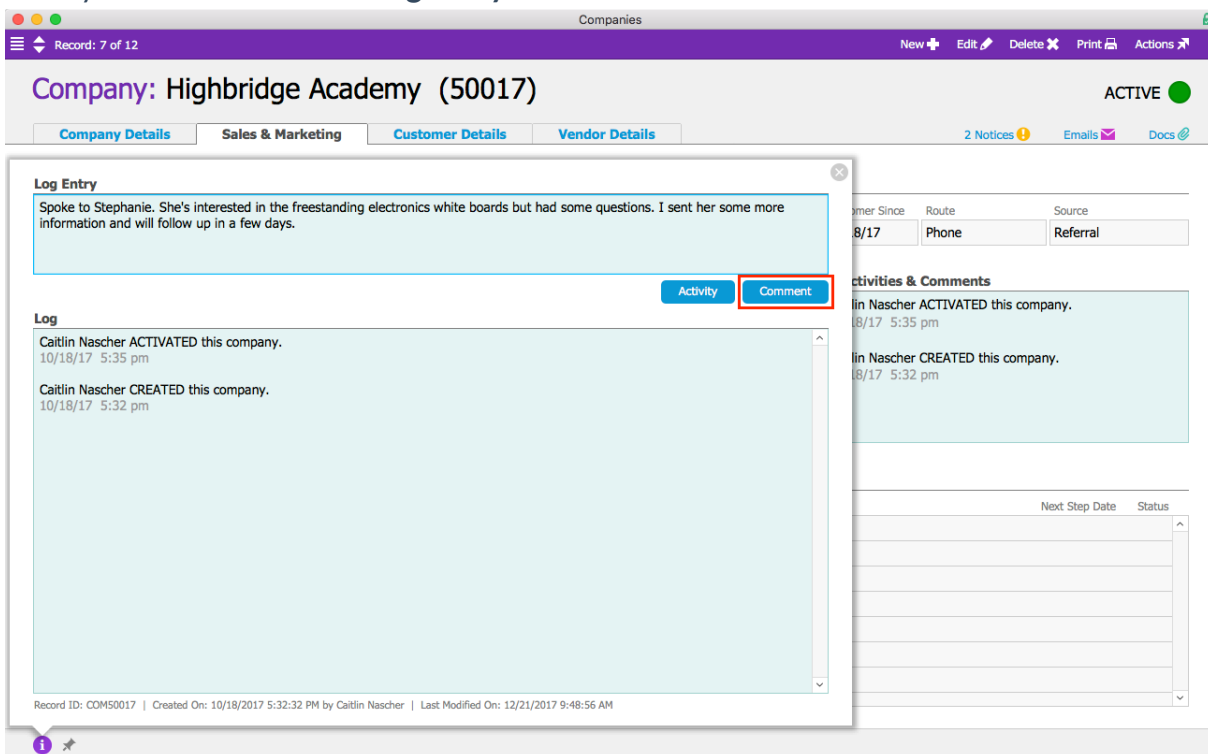 Companies
Record: 7 of 12
New Edit Delete Print Actions
Company: Highbridge Academy (50017)
ACTIVE
Company Details Sales & Marketing Customer Details Vendor Details
2 Notices Emails Docs
Log Entry
Spoke to Stephanie. She's interested in the freestanding electronics white boards but had some questions. I sent her some more
information and will follow up in a few days.
Activity Comment
Log
Caitlin Nascher ACTIVATED this company.
10/18/17 5:35 pm
Caitlin Nascher CREATED this company.
10/18/17 5:32 pm
Record ID: COM50017 | Created On: 10/18/2017 5:32:32 PM by Caitlin Nascher | Last Modified On: 12/21/2017 9:48:56 AM
omer Since Route Source
8/17 Phone Referral
ctivities & Comments
lin Nascher ACTIVATED this company.
18/17 5:35 pm
lin Nascher CREATED this company.
18/17 5:32 pm
Next Step Date Status